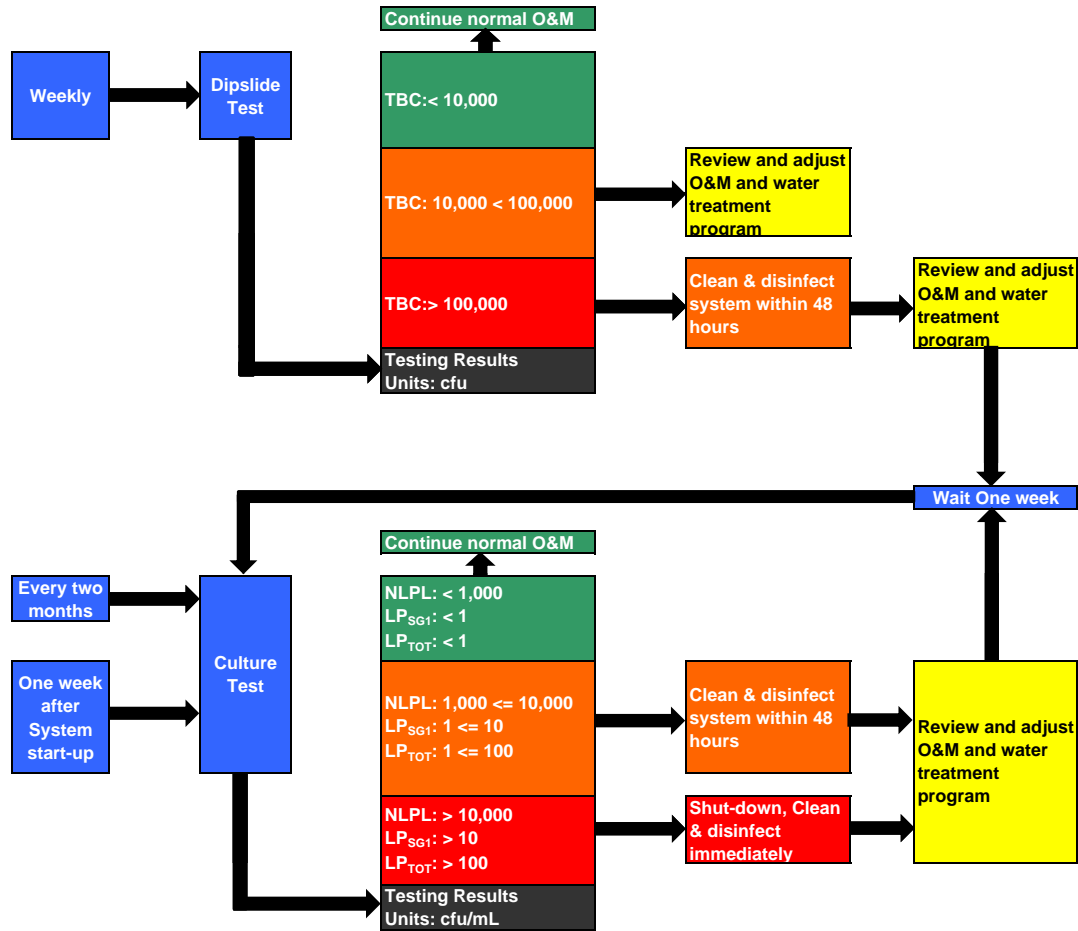 Continue normal O&M
Weekly
Dipslide
Test
TBC:< 10,000
TBC: 10,000 < 100,000
Review and adjust
O&M and water
treatment
program
TBC:> 100,000
Clean & disinfect
system within 48
hours
Review and adjust
O&M and water
treatment
program
Testing Results
Units: cfu
Wait One week
Continue normal O&M
Every two
months
One week
after
System
start-up
Culture
Test
NLPL: < 1,000
LPSG1: < 1
LPTOT: < 1
NLPL: 1,000 <= 10,000
LPSG1: 1 <= 10
LPTOT: 1 <= 100
Clean & disinfect
system within 48
hours
Review and adjust
O&M and water
treatment
program
NLPL: > 10,000
LPSG1: > 10
LPTOT: > 100
Shut-down, Clean
& disinfect
immediately
Testing Results
Units: cfu/mL